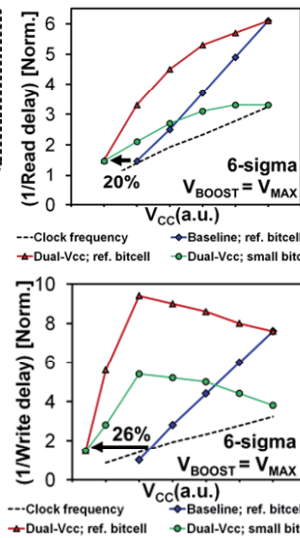 6
5
4
3
2
1
0
(1/Read delay) [Norm.]
20%
6-sigma
VBOOST = VMAX
VCC(a.u.)
Clock frequency
Baseline; ref. bitcell
Dual-Vcc; ref. bitcell
Dual-Vcc; small bitc
10
8
6
4
2
0
(1/Write delay) [Norm.]
26%
6-sigma
VBOOST = VMAX
VCC(a.u.)
Clock frequency
Baseline; ref. bitcell
Dual-Vcc; ref. bitcell
Dual-Vcc; small bitc